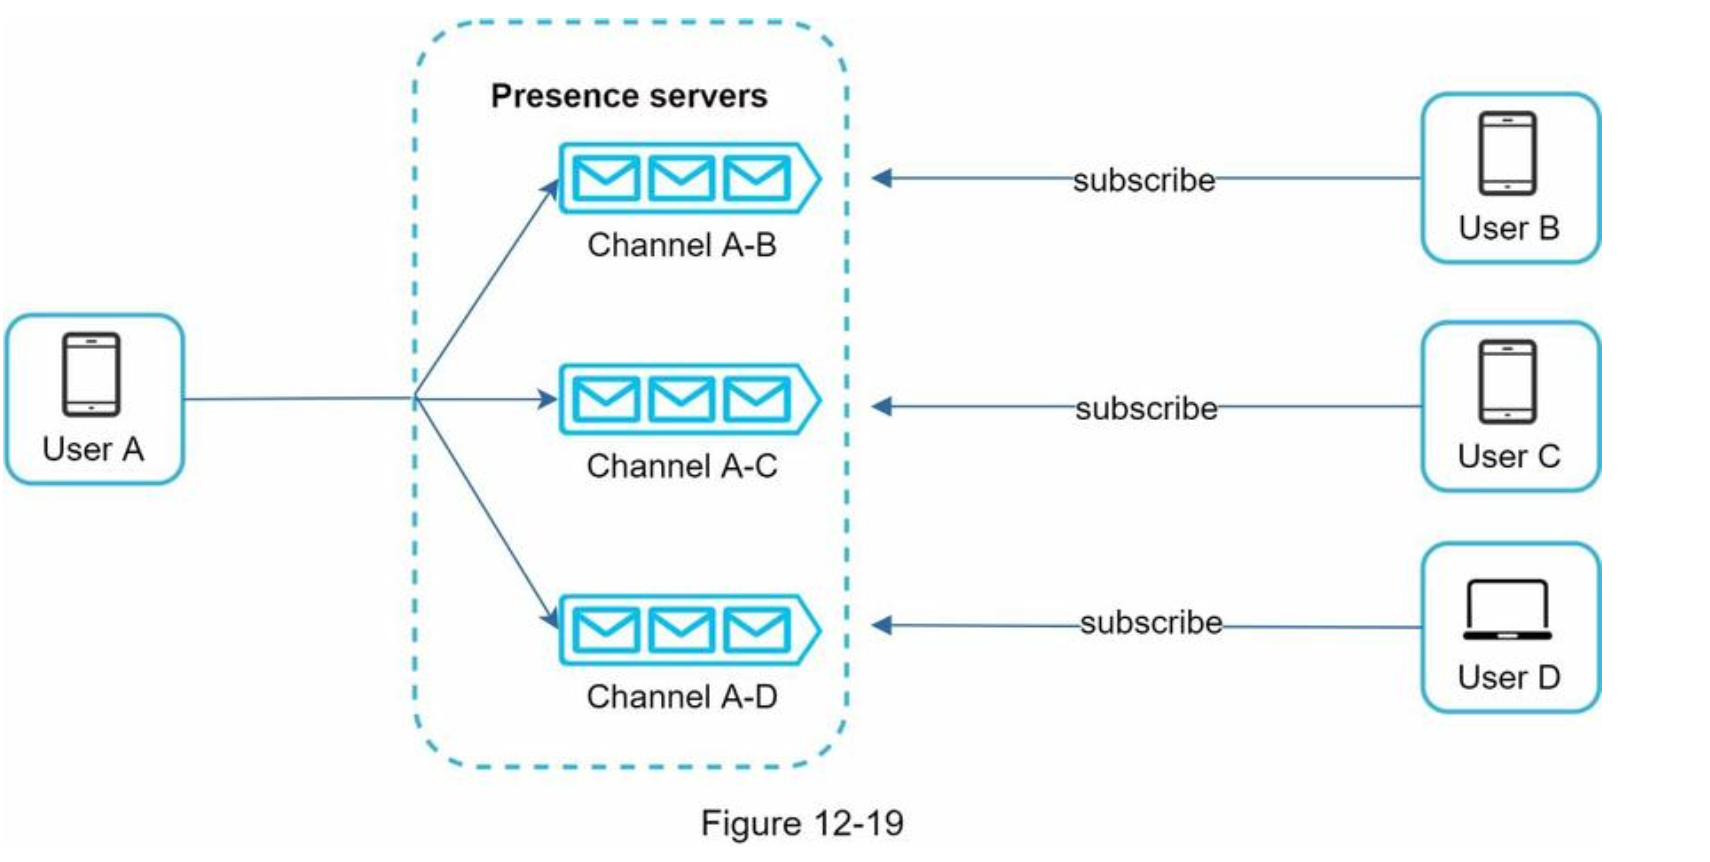 Presence servers
Channel A-B
subscribe
User B
User A
Channel A-C
subscribe
User C
Channel A-D
subscribe
User D
Figure 12-19